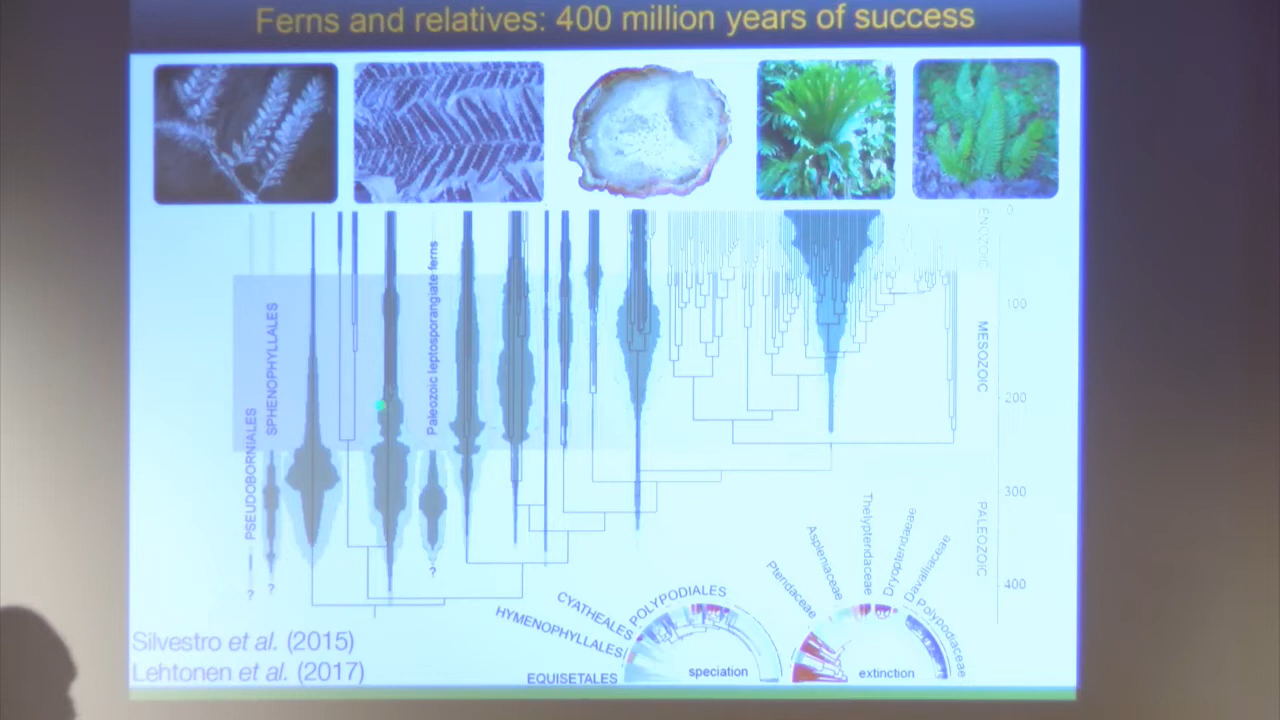 Ferns and relatives: 400 million years of success
0
ENOZOIC
100
MESOZOIC
200
300
PALEOZOIC
400
PSEUDOBORNIALES
SPHENOPHYLLALES
Paleozoic leptosporangiate ferns
?
?
?
EQUISETALES
HYMENOPHYLLALES
CYATHEALES
POLYPODIALES
speciation
Pteridaceae
Aspleniaceae
Thelypteridaceae
Dryopteridaceae
Davalliaceae
Polypodiaceae
extinction
Silvestro et al. (2015)
Lehtonen et al. (2017)